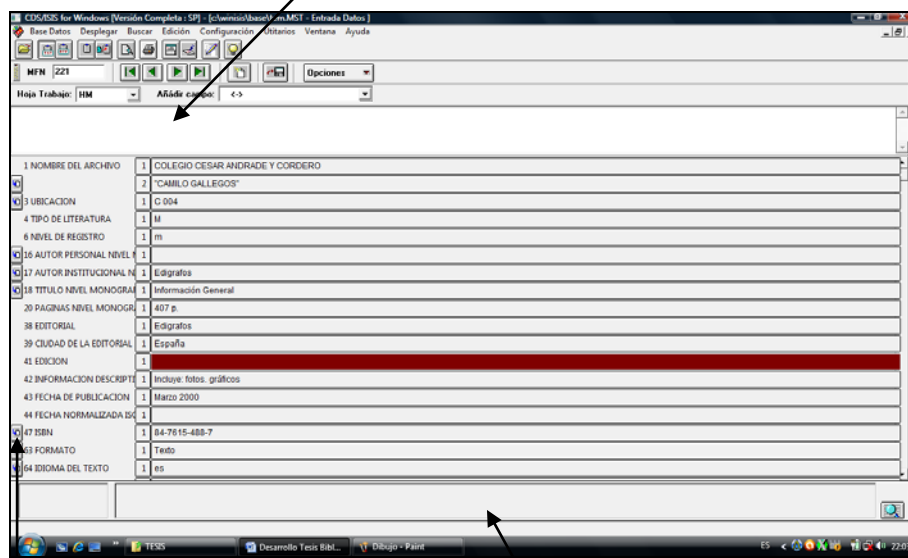 CDS/ISIS for Windows [Versión Completa : SP] - [c:\winisis\base\hm.MST - Entrada Datos ]
Base Datos Desplegar Buscar Edición Configuración Utitarios Ventana Ayuda
MFN 221 Opciones
Hoja Trabajo: HM Añadir campo: <->
1 NOMBRE DEL ARCHIVO 1 COLEGIO CESAR ANDRADE Y CORDERO
2 "CAMILO GALLEGOS"
3 UBICACION 1 C 004
4 TIPO DE LITERATURA 1 M
6 NIVEL DE REGISTRO 1 m
16 AUTOR PERSONAL NIVEL 1
17 AUTOR INSTITUCIONAL N 1 Edigrafos
18 TITULO NIVEL MONOGRAI 1 Información General
20 PAGINAS NIVEL MONOGR 1 407 p.
38 EDITORIAL 1 Edigrafos
39 CIUDAD DE LA EDITORIAL 1 España
41 EDICION 1
42 INFORMACION DESCRIPTI 1 Incluye: fotos. gráficos
43 FECHA DE PUBLICACION 1 Marzo 2000
44 FECHA NORMALIZADA ISO 1
47 ISBN 1 84-7615-488-7
63 FORMATO 1 Texto
64 IDIOMA DEL TEXTO 1 es
TESIS Desarrollo Tesis Bibl... Dibujo - Paint ES 22:0